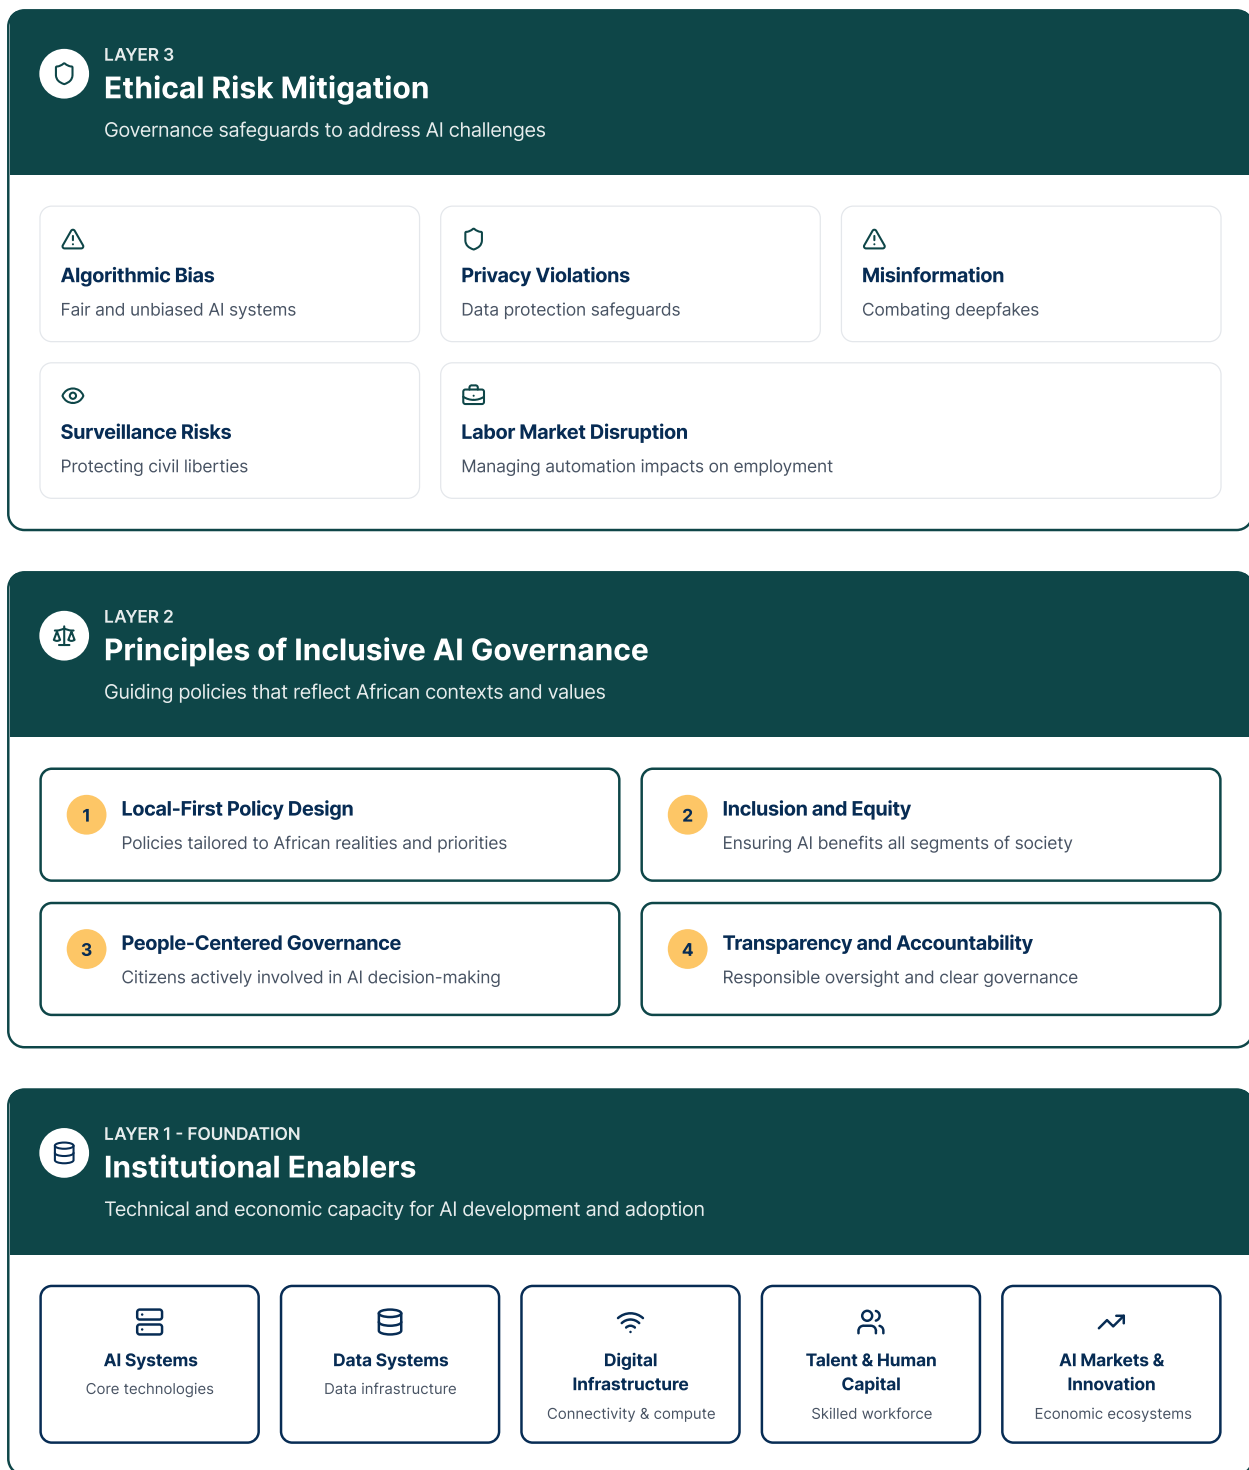 LAYER 3
Ethical Risk Mitigation
Governance safeguards to address AI challenges
Algorithmic Bias
Fair and unbiased AI systems
Privacy Violations
Data protection safeguards
Misinformation
Combating deepfakes
Surveillance Risks
Protecting civil liberties
Labor Market Disruption
Managing automation impacts on employment
LAYER 2
Principles of Inclusive AI Governance
Guiding policies that reflect African contexts and values
1
Local-First Policy Design
Policies tailored to African realities and priorities
2
Inclusion and Equity
Ensuring AI benefits all segments of society
3
People-Centered Governance
Citizens actively involved in AI decision-making
4
Transparency and Accountability
Responsible oversight and clear governance
LAYER 1 - FOUNDATION
Institutional Enablers
Technical and economic capacity for AI development and adoption
AI Systems
Core technologies
Data Systems
Data infrastructure
Digital
Infrastructure
Connectivity & compute
Talent & Human
Capital
Skilled workforce
AI Markets &
Innovation
Economic ecosystems